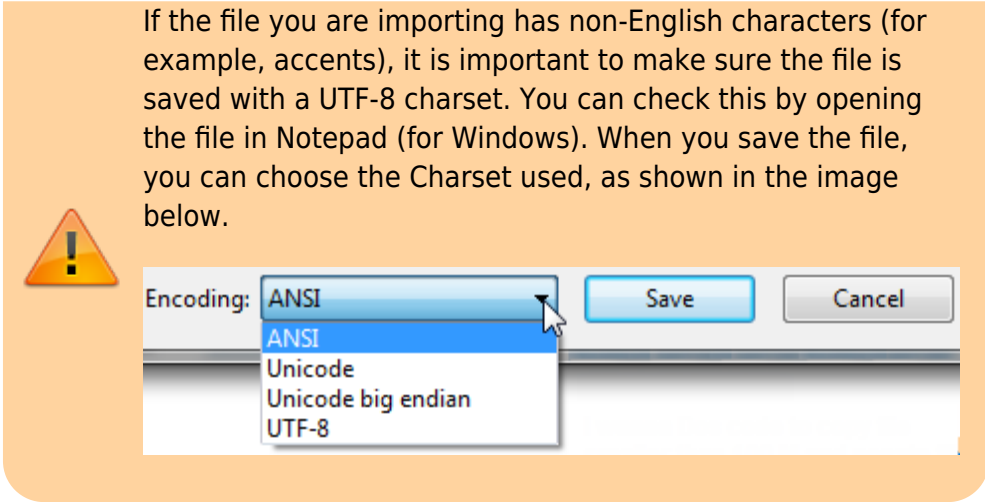 If the file you are importing has non-English characters (for
example, accents), it is important to make sure the file is
saved with a UTF-8 charset. You can check this by opening
the file in Notepad (for Windows). When you save the file,
you can choose the Charset used, as shown in the image
below.
Encoding: ANSI Save Cancel
ANSI
Unicode
Unicode big endian
UTF-8